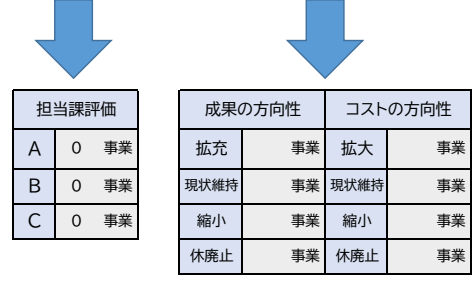 担当課評価
A 0 事業
B 0 事業
C 0 事業
成果の方向性 コストの方向性
拡充 事業 拡大 事業
現状維持 事業 現状維持 事業
縮小 事業 縮小 事業
休廃止 事業 休廃止 事業